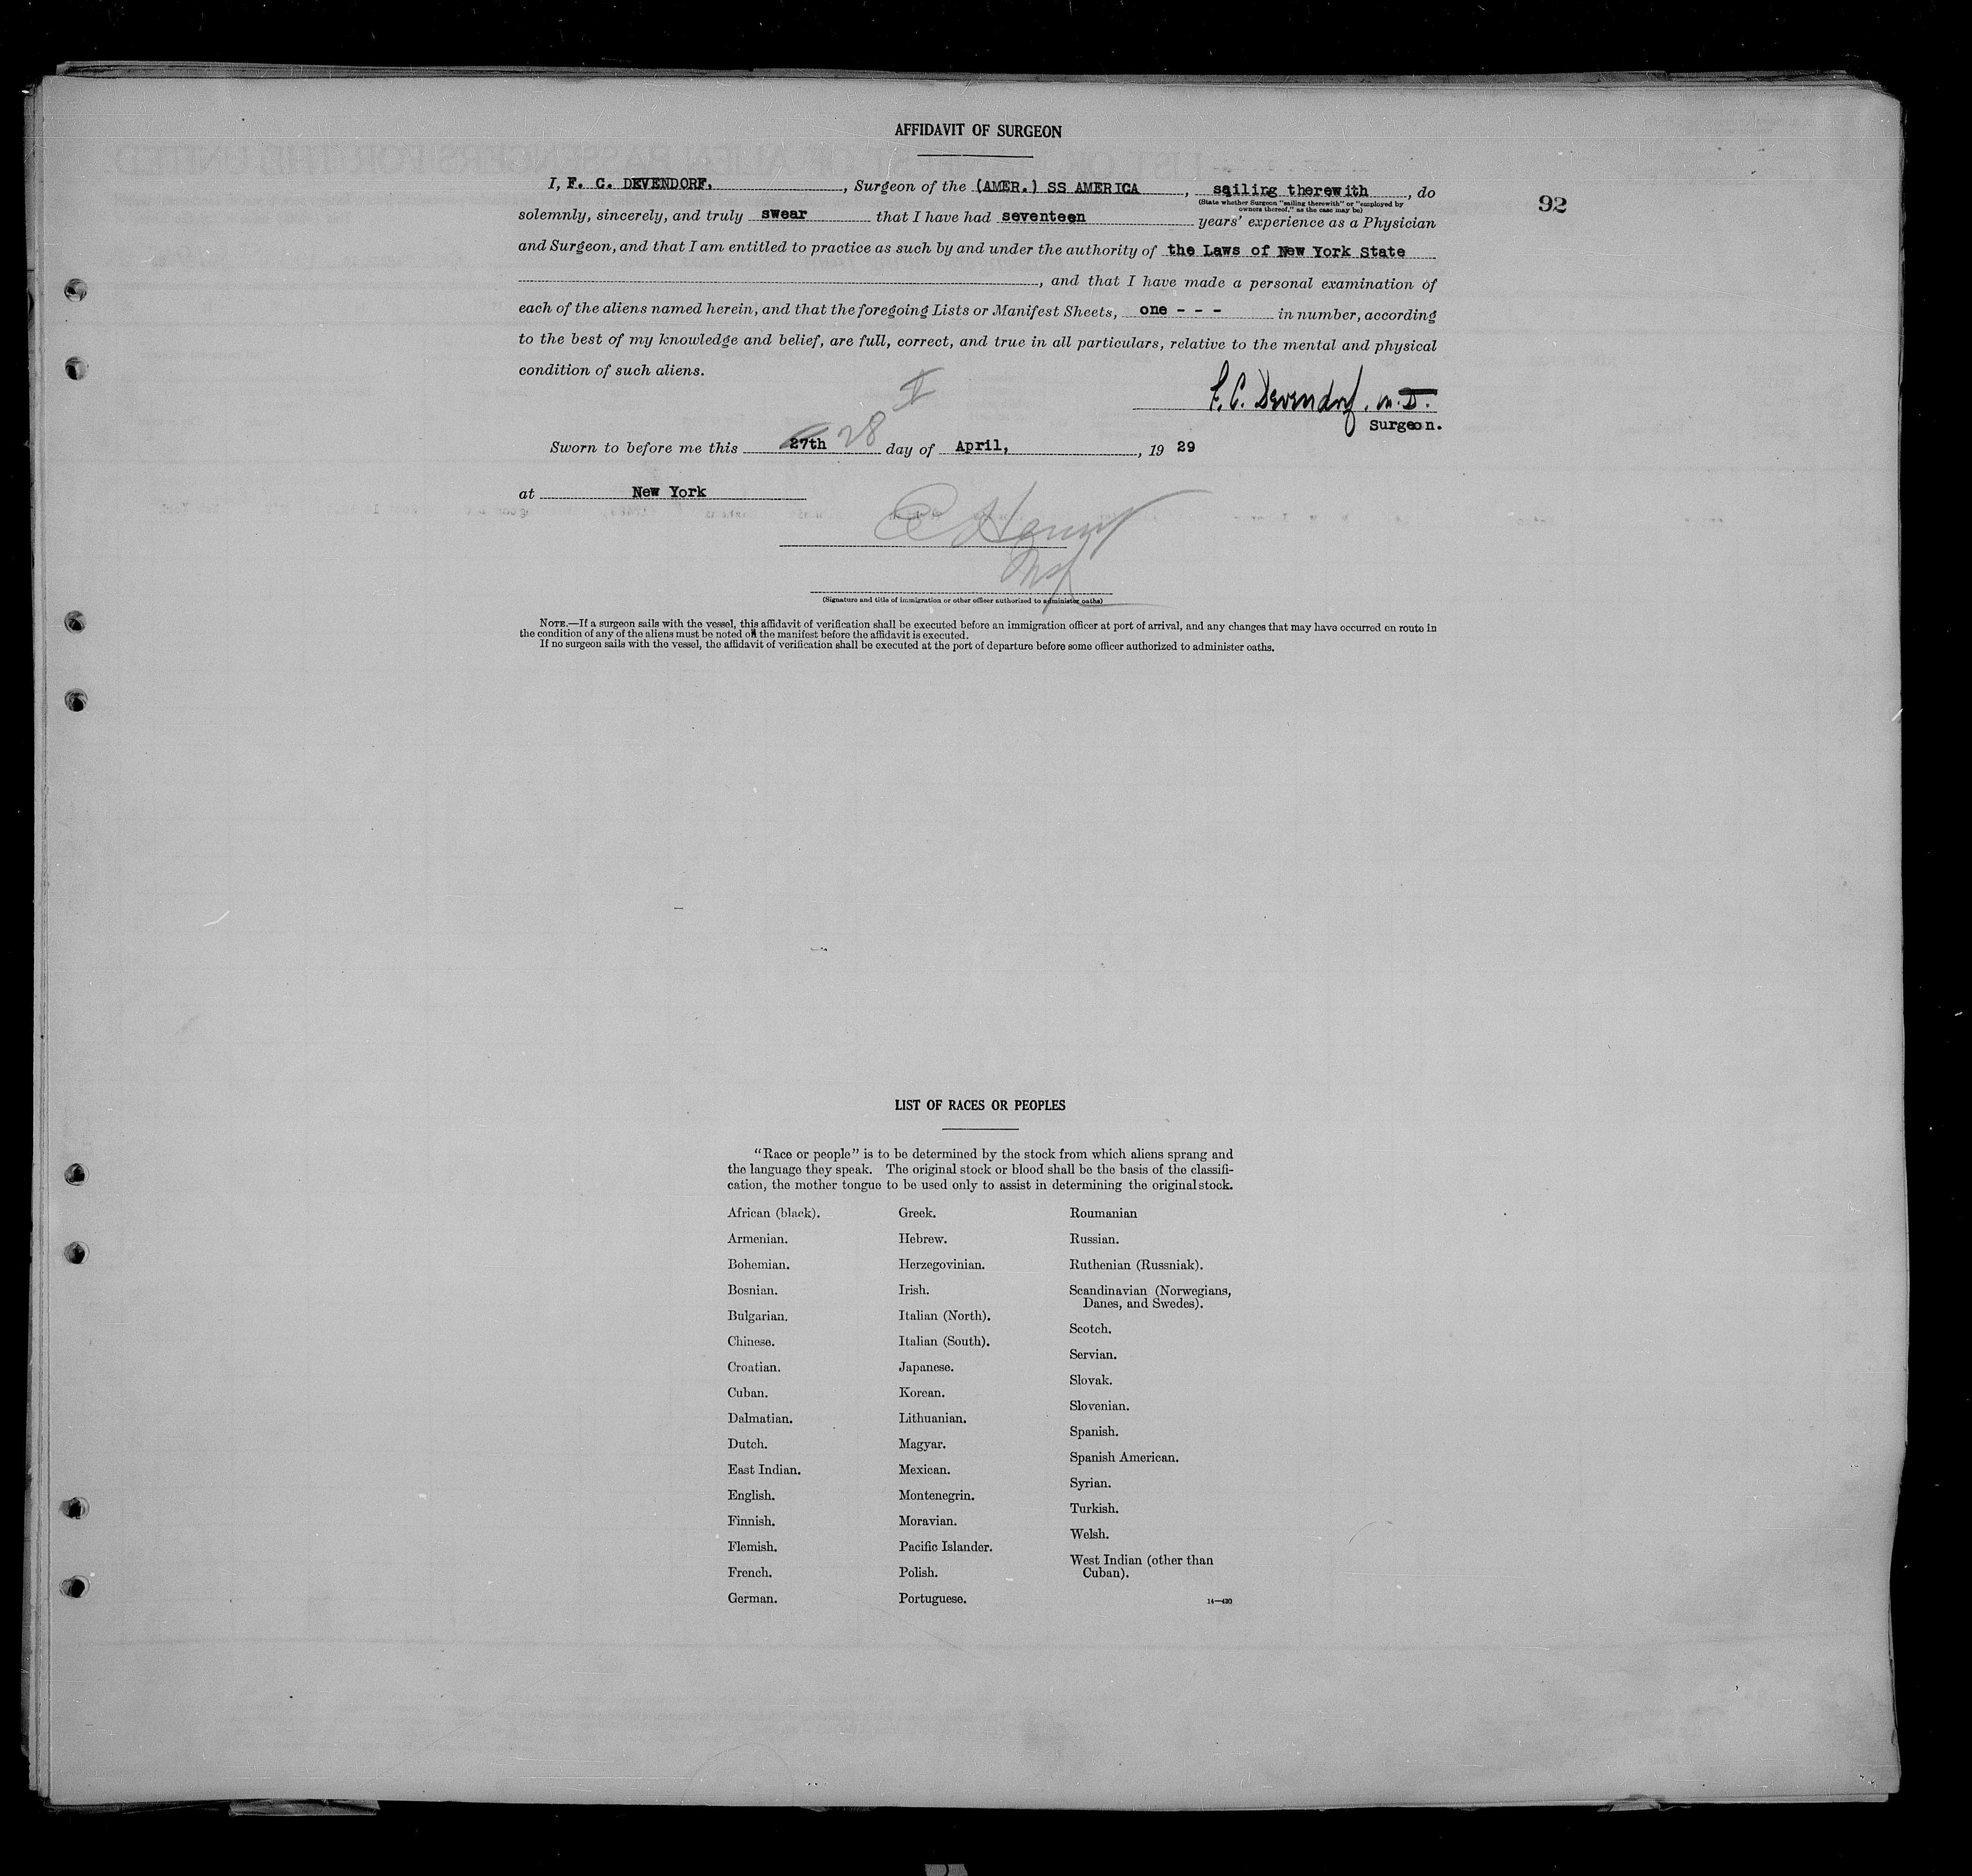 AFFIDAVIT OF SURGEON
I, F. C. DEVENDORF, , Surgeon of the (AMER.) SS AMERICA , sailing therewith , do
(State whether Surgeon "sailing therewith" or "employed by
owners thereof," as the case may be)
92
solemnly, sincerely, and truly swear that I have had seventeen years' experience as a Physician
and Surgeon, and that I am entitled to practice as such by and under the authority of the Laws of New York State
, and that I have made a personal examination of
each of the aliens named herein, and that the foregoing Lists or Manifest Sheets, one - - - in number, according
to the best of my knowledge and belief, are full, correct, and true in all particulars, relative to the mental and physical
condition of such aliens.
F. C. Devendorf. M.D.
Surgeon.
Sworn to before me this 27th 28 day of April, , 19 29
at New York
(Signature and title of immigration or other officer authorized to administer oaths)
NOTE.—If a surgeon sails with the vessel, this affidavit of verification shall be executed before an immigration officer at port of arrival, and any changes that may have occurred en route in
the condition of any of the aliens must be noted on the manifest before the affidavit is executed.
If no surgeon sails with the vessel, the affidavit of verification shall be executed at the port of departure before some officer authorized to administer oaths.
LIST OF RACES OR PEOPLES
"Race or people" is to be determined by the stock from which aliens sprang and
the language they speak. The original stock or blood shall be the basis of the classifi-
cation, the mother tongue to be used only to assist in determining the original stock.
African (black).
Armenian.
Bohemian.
Bosnian.
Bulgarian.
Chinese.
Croatian.
Cuban.
Dalmatian.
Dutch.
East Indian.
English.
Finnish.
Flemish.
French.
German.
Greek.
Hebrew.
Herzegovinian.
Irish.
Italian (North).
Italian (South).
Japanese.
Korean.
Lithuanian.
Magyar.
Mexican.
Montenegrin.
Moravian.
Pacific Islander.
Polish.
Portuguese.
Roumanian
Russian.
Ruthenian (Russniak).
Scandinavian (Norwegians,
Danes, and Swedes).
Scotch.
Servian.
Slovak.
Slovenian.
Spanish.
Spanish American.
Syrian.
Turkish.
Welsh.
West Indian (other than
Cuban).
14—430